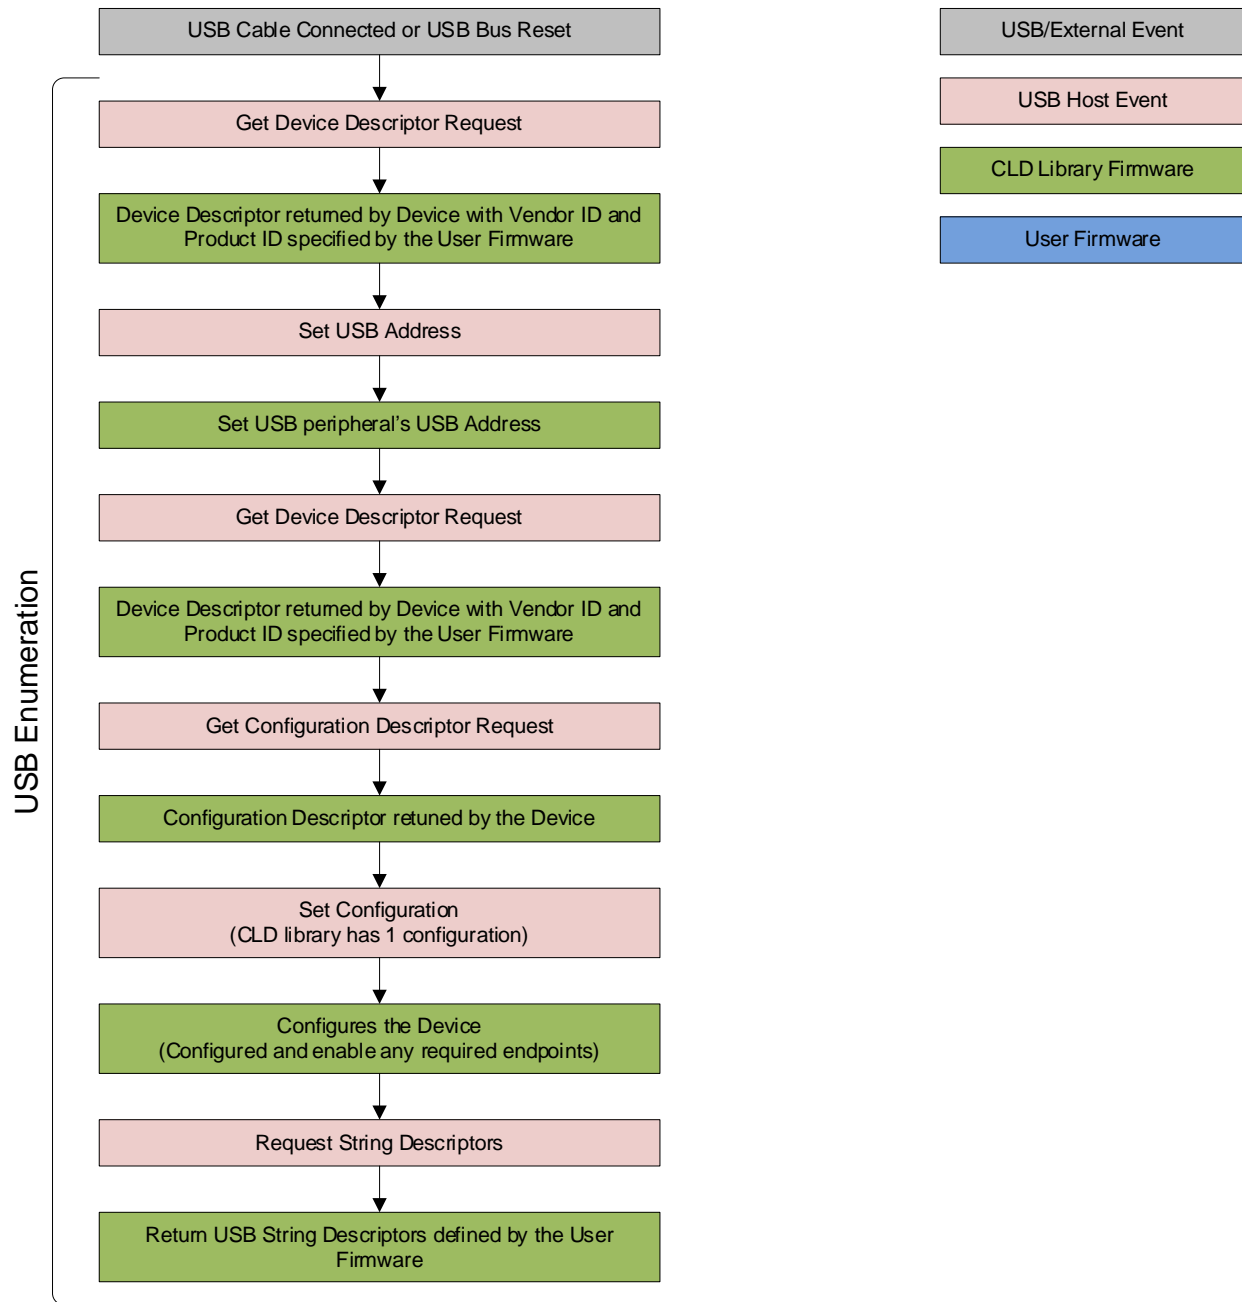 USB Cable Connected or USB Bus Reset
Get Device Descriptor Request
Device Descriptor returned by Device with Vendor ID and
Product ID specified by the User Firmware
Set USB Address
Set USB peripheral's USB Address
Get Device Descriptor Request
Device Descriptor returned by Device with Vendor ID and
Product ID specified by the User Firmware
Get Configuration Descriptor Request
Configuration Descriptor retuned by the Device
Set Configuration
(CLD library has 1 configuration)
Configures the Device
(Configured and enable any required endpoints)
Request String Descriptors
Return USB String Descriptors defined by the User
Firmware
USB Enumeration
USB/External Event
USB Host Event
CLD Library Firmware
User Firmware